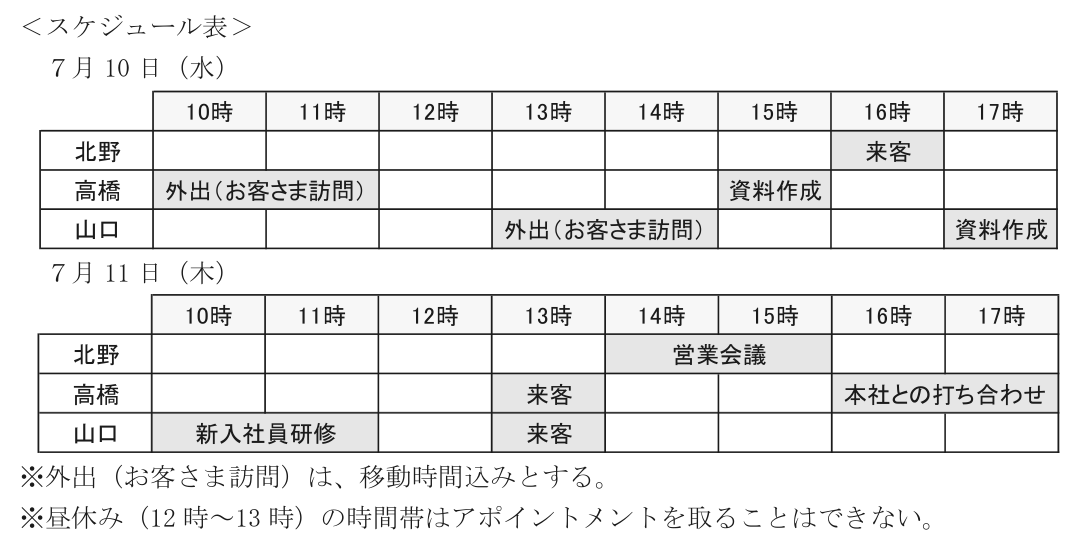 ＜スケジュール表＞
７月 10 日（水）
10時 11時 12時 13時 14時 15時 16時 17時
北野 来客
高橋 外出（お客さま訪問） 資料作成
山口 外出（お客さま訪問） 資料作成
７月 11 日（木）
10時 11時 12時 13時 14時 15時 16時 17時
北野 営業会議
高橋 来客 本社との打ち合わせ
山口 新入社員研修 来客
※外出（お客さま訪問）は、移動時間込みとする。
※昼休み（12 時～13 時）の時間帯はアポイントメントを取ることはできない。